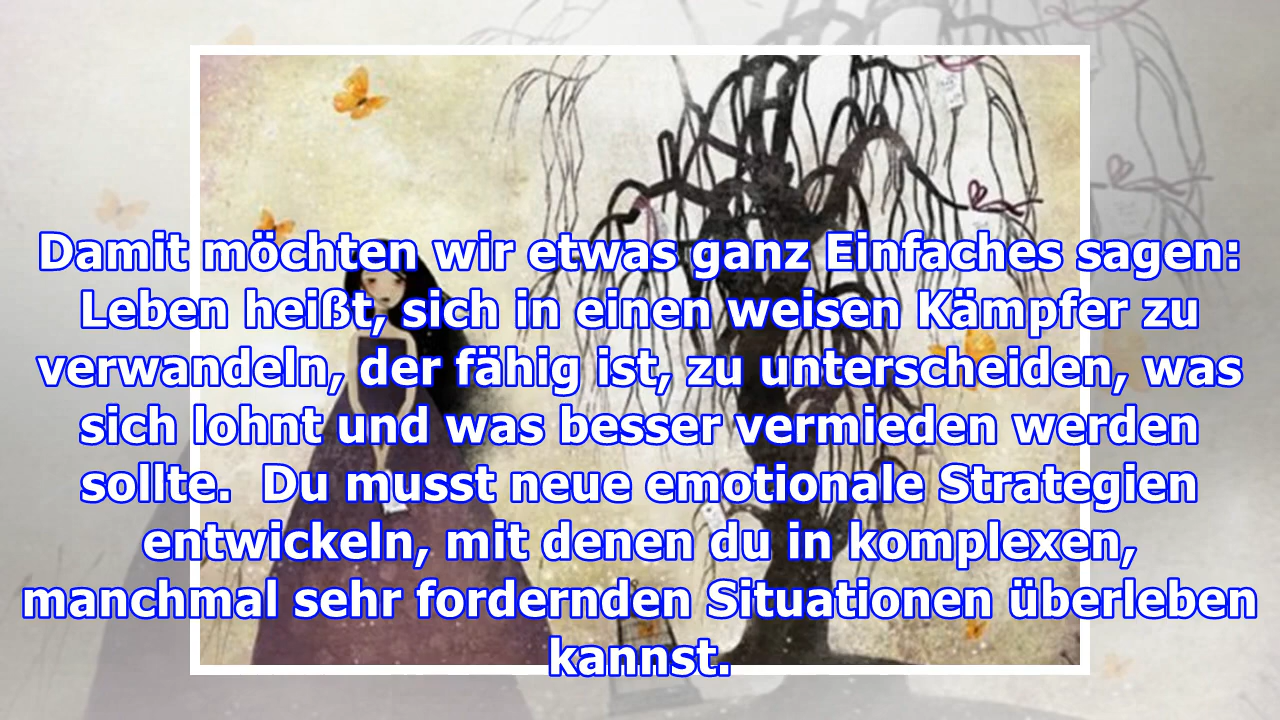 Damit möchten wir etwas ganz Einfaches sagen:
Leben heißt, sich in einen weisen Kämpfer zu
verwandeln, der fähig ist, zu unterscheiden, was
sich lohnt und was besser vermieden werden
sollte.  Du musst neue emotionale Strategien
entwickeln, mit denen du in komplexen,
manchmal sehr fordernden Situationen überleben
kannst.